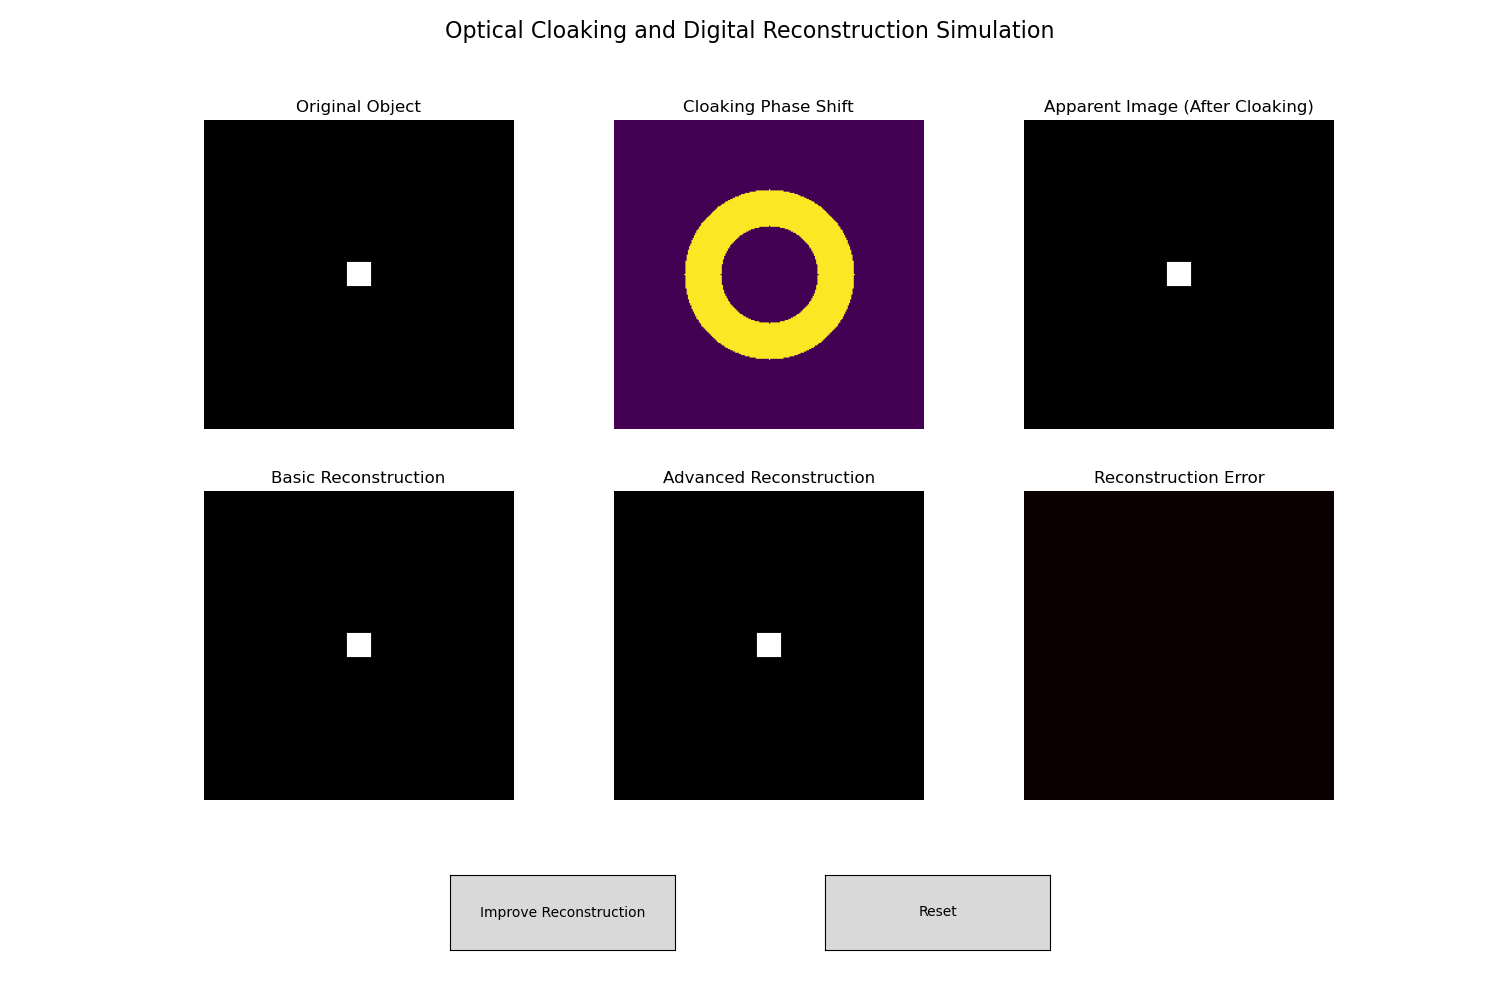 Optical Cloaking and Digital Reconstruction Simulation
Original Object
Cloaking Phase Shift
Apparent Image (After Cloaking)
Basic Reconstruction
Advanced Reconstruction
Reconstruction Error
Improve Reconstruction
Reset